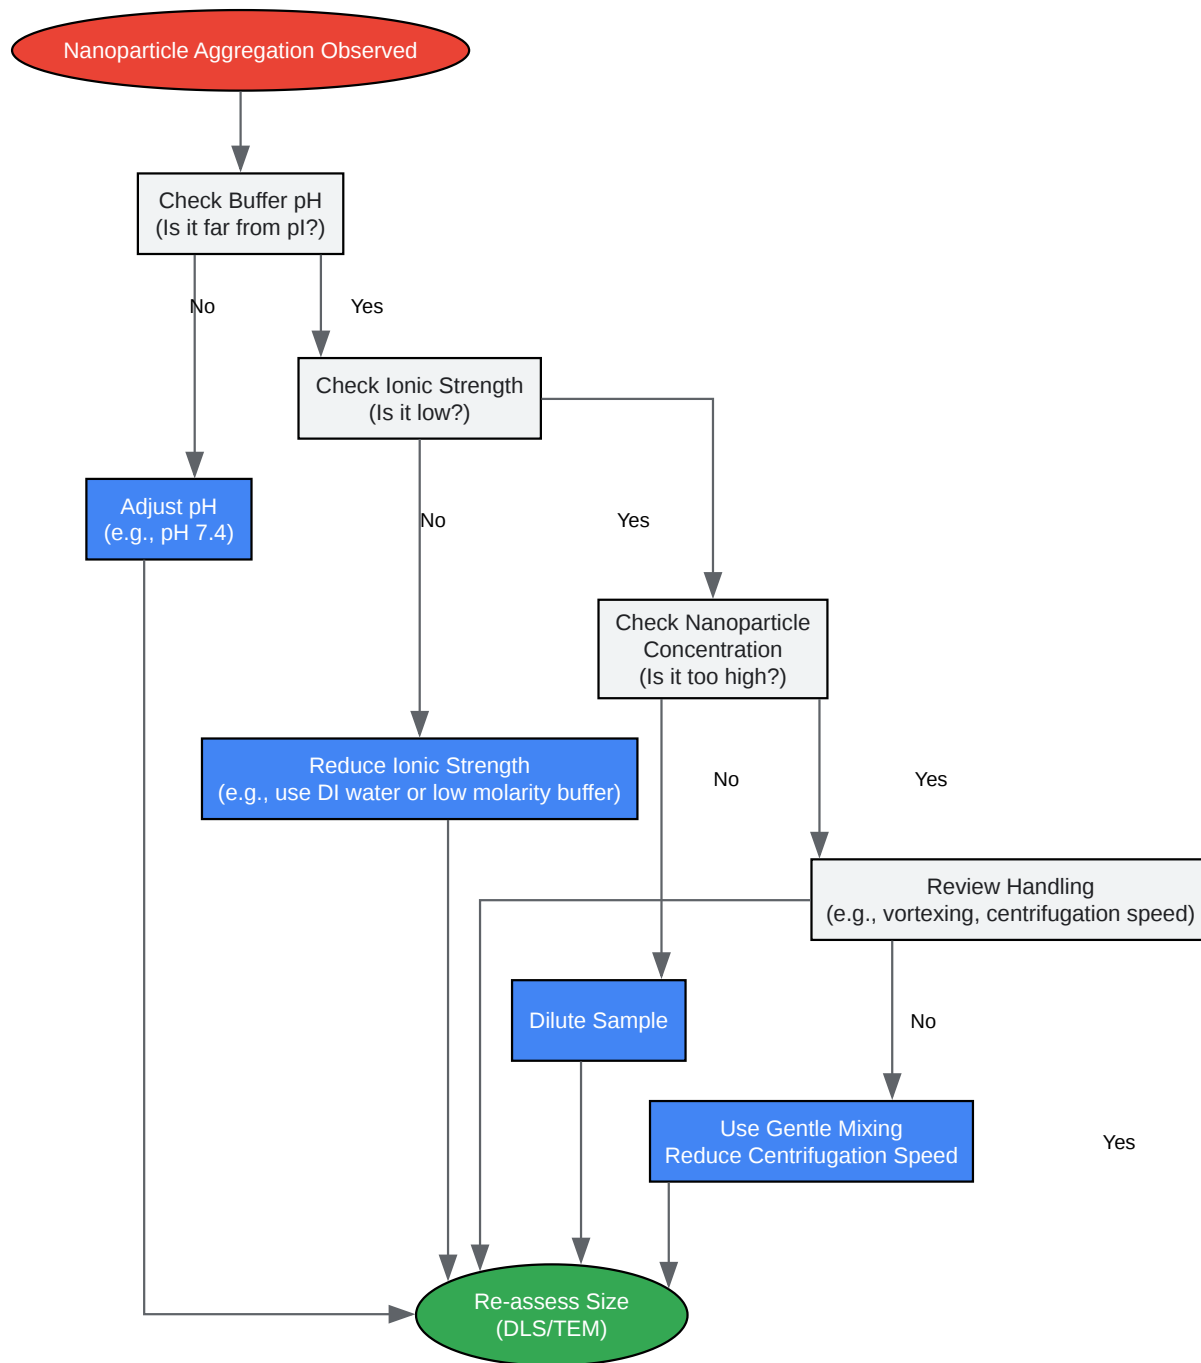 Nanoparticle Aggregation Observed
Check Buffer pH
(Is it far from pI?)
No
Yes
Check Ionic Strength
(Is it low?)
Adjust pH
(e.g., pH 7.4)
No
Yes
Check Nanoparticle
Concentration
(Is it too high?)
Reduce Ionic Strength
(e.g., use DI water or low molarity buffer)
No
Yes
Review Handling
(e.g., vortexing, centrifugation speed)
Dilute Sample
No
Use Gentle Mixing
Reduce Centrifugation Speed
Yes
Re-assess Size
(DLS/TEM)